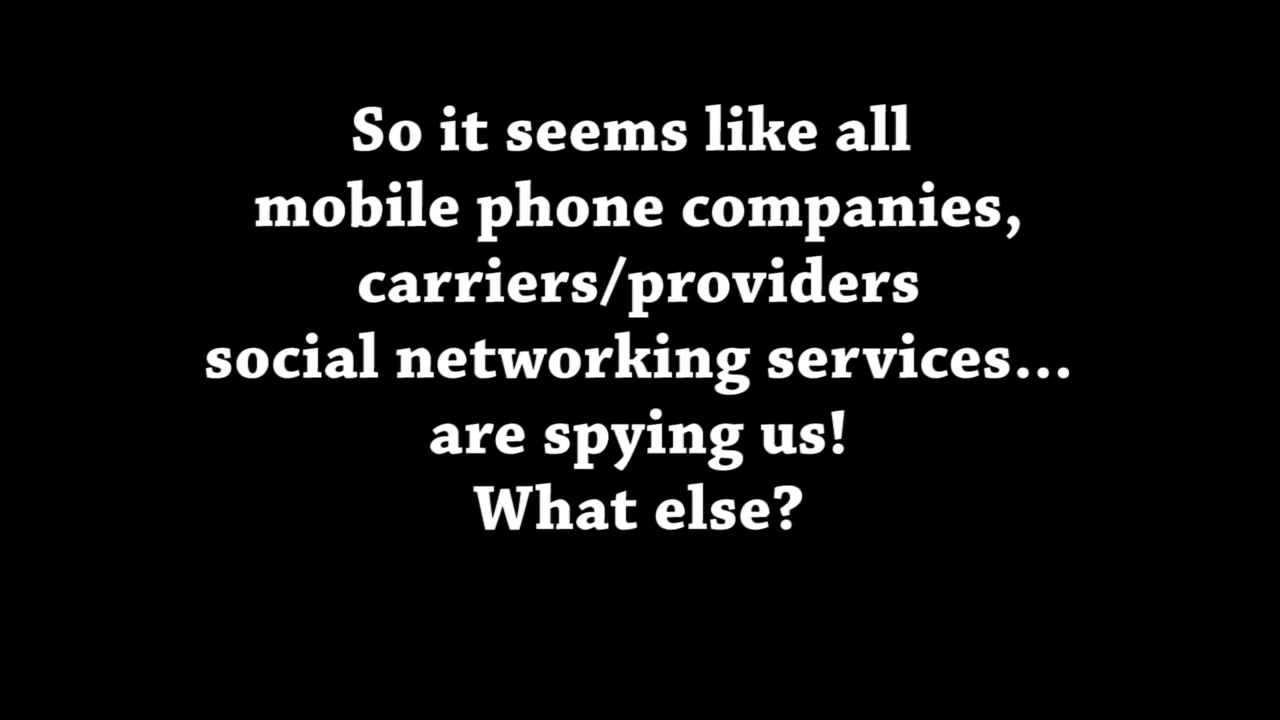 So it seems like all
mobile phone companies,
carriers/providers
social networking services...
are spying us!
What else?